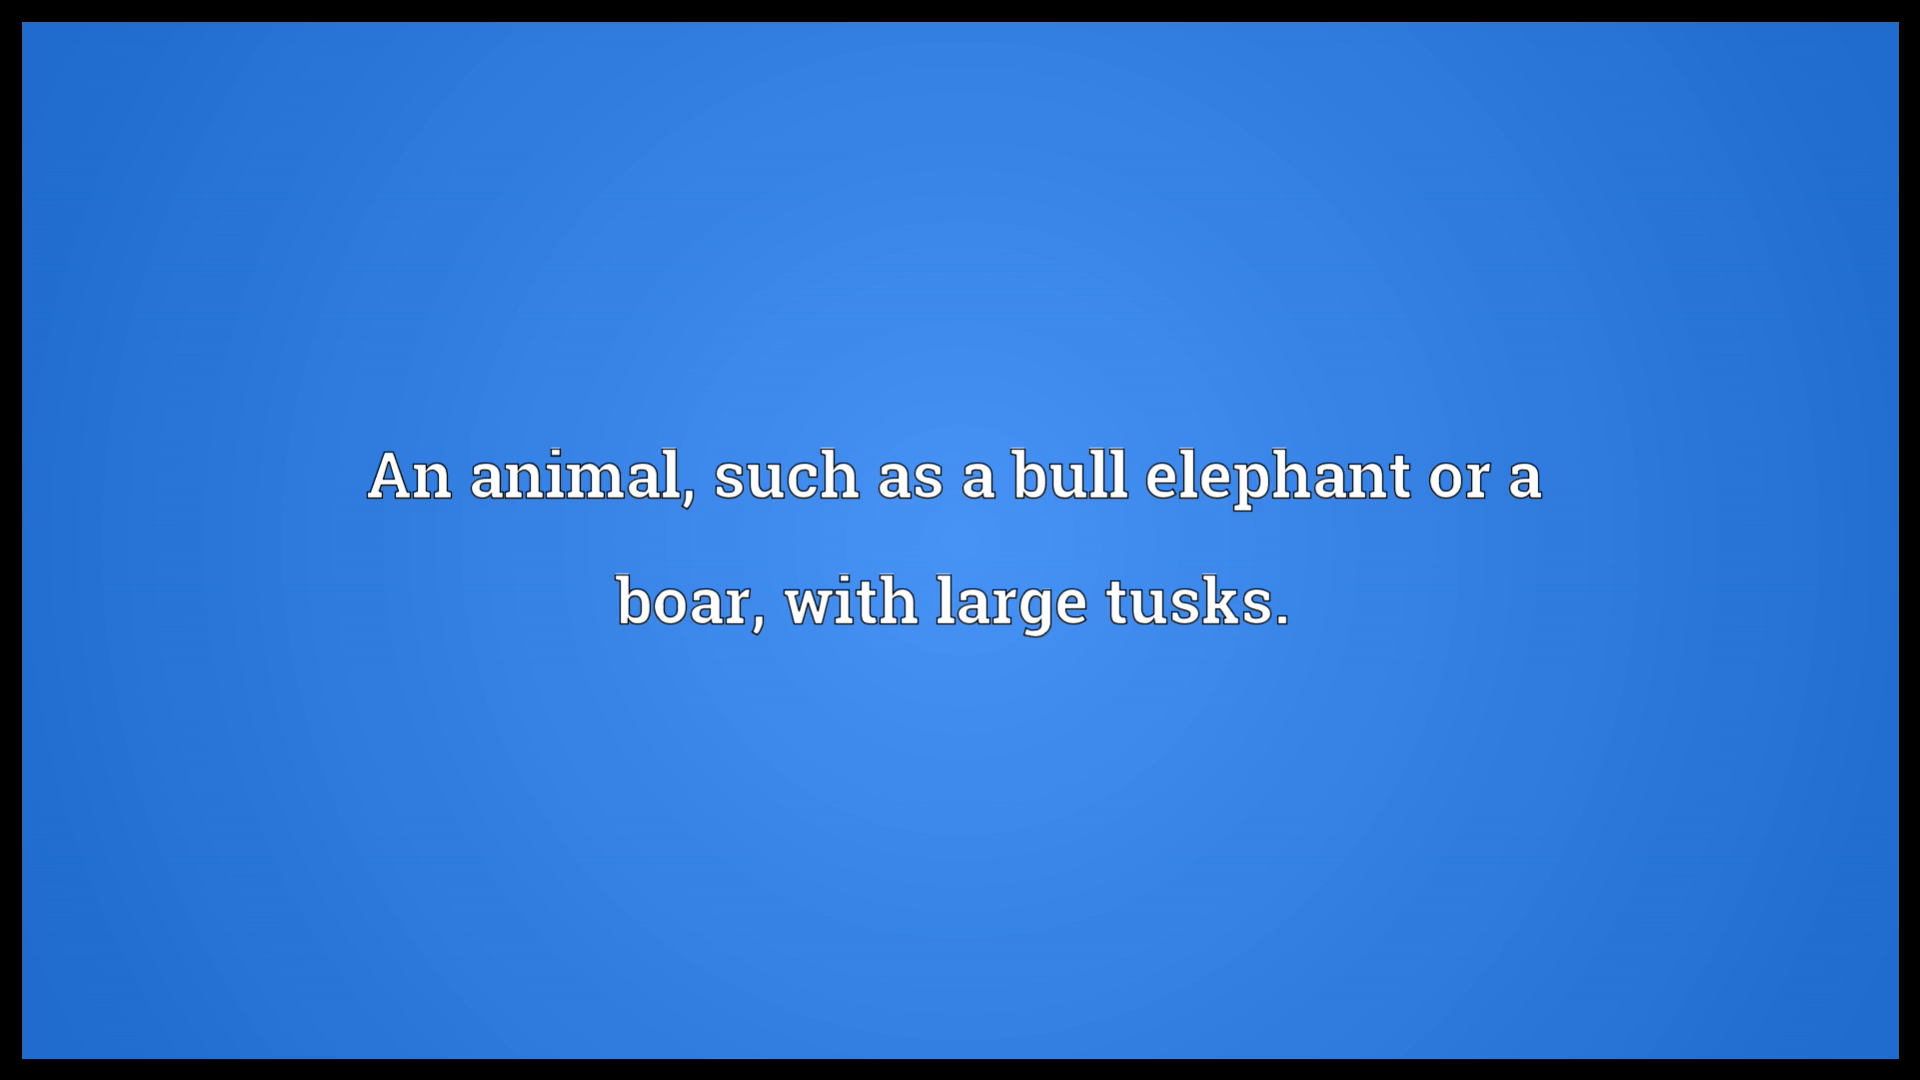 An animal, such as a bull elephant or a
boar, with large tusks.